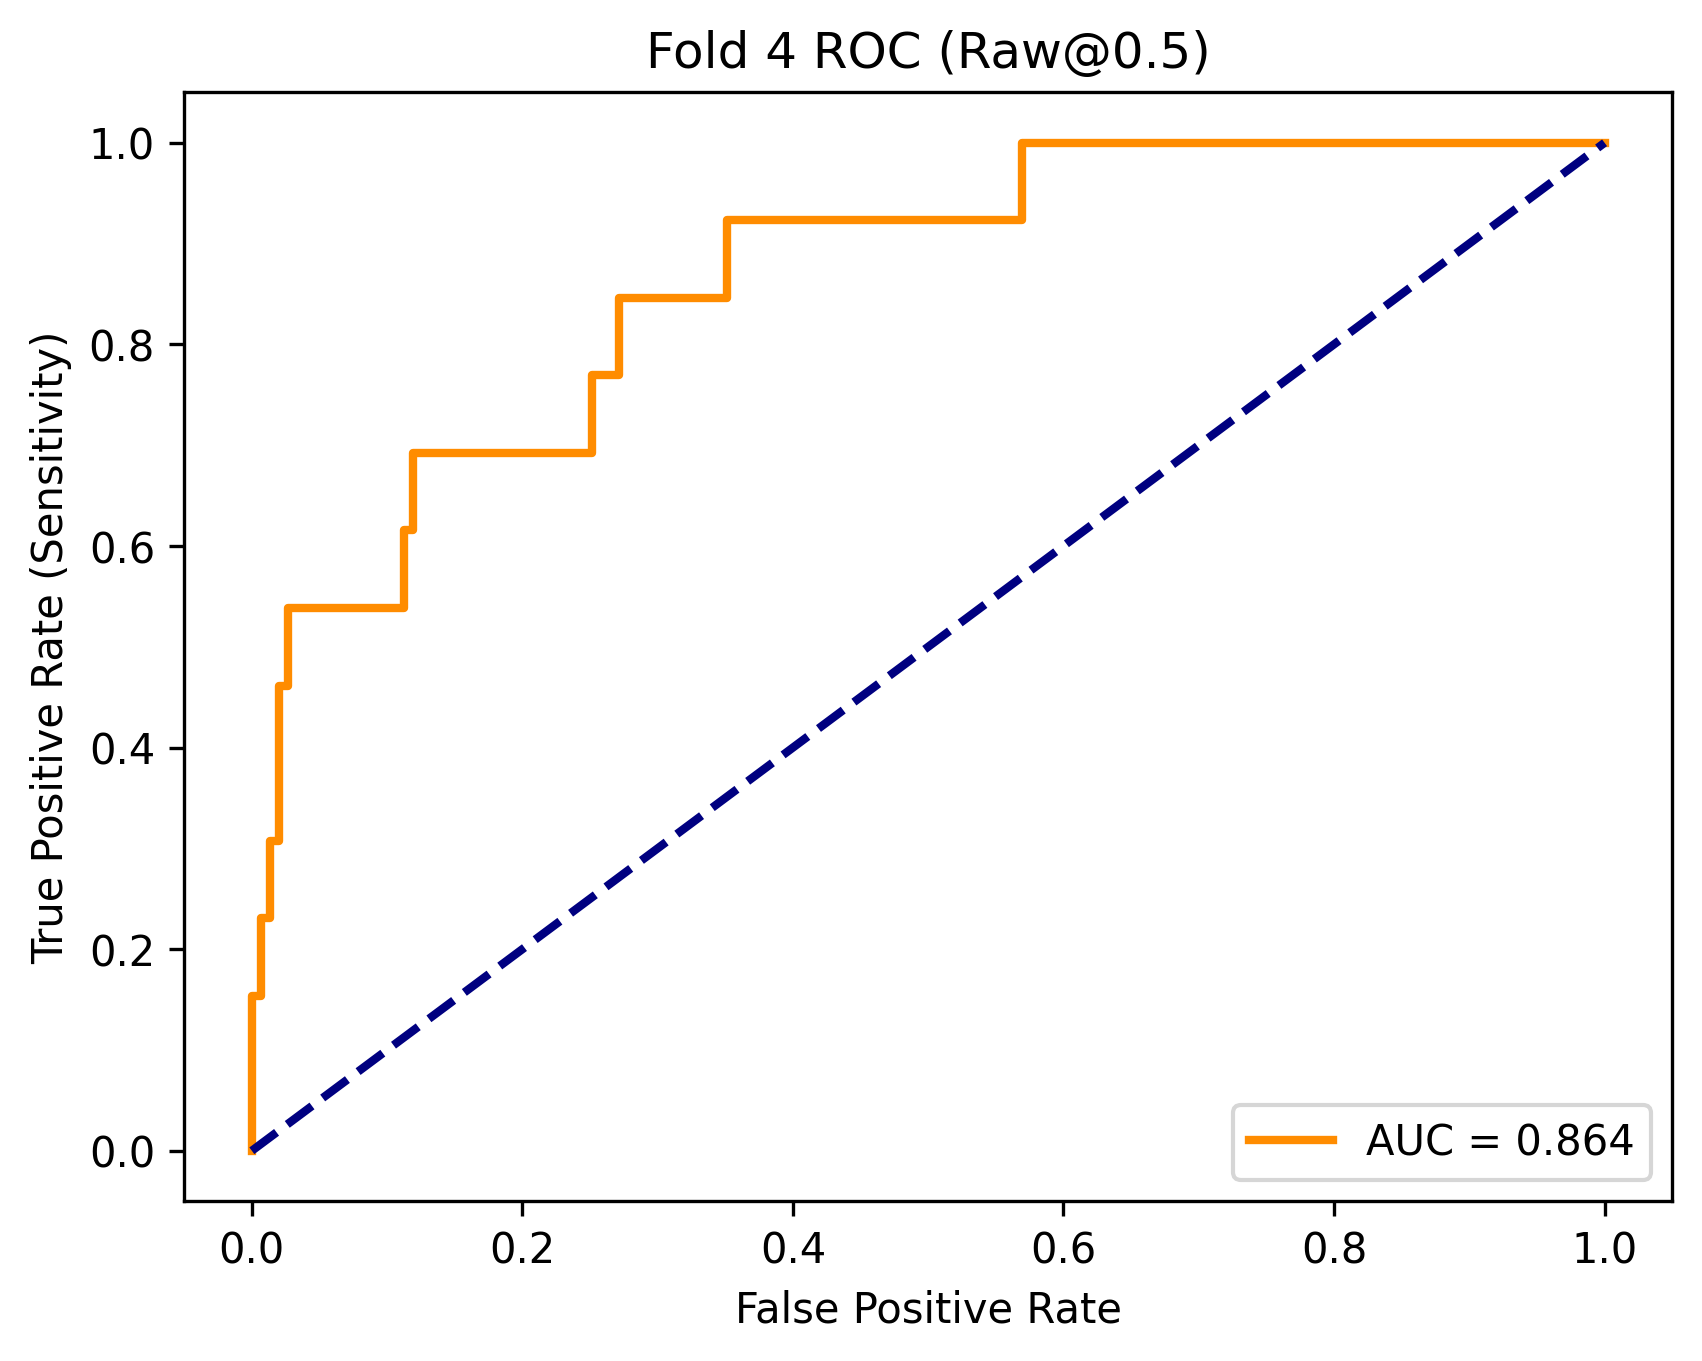 Fold 4 ROC (Raw@0.5)
True Positive Rate (Sensitivity)
1.0
0.8
0.6
0.4
0.2
0.0
AUC = 0.864
0.0 0.2 0.4 0.6 0.8 1.0
False Positive Rate